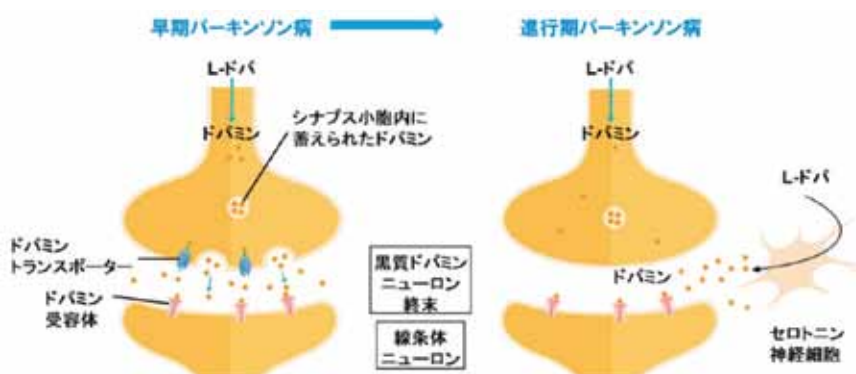 早期パーキンソン病
進行期パーキンソン病
L-ドパ
ドパミン
シナプス小胞内に
蓄えられたドパミン
ドパミン
トランスポーター
ドパミン
受容体
黒質ドパミン
ニューロン
終末
線条体
ニューロン
L-ドパ
ドパミン
L-ドパ
ドパミン
セロトニン
神経細胞